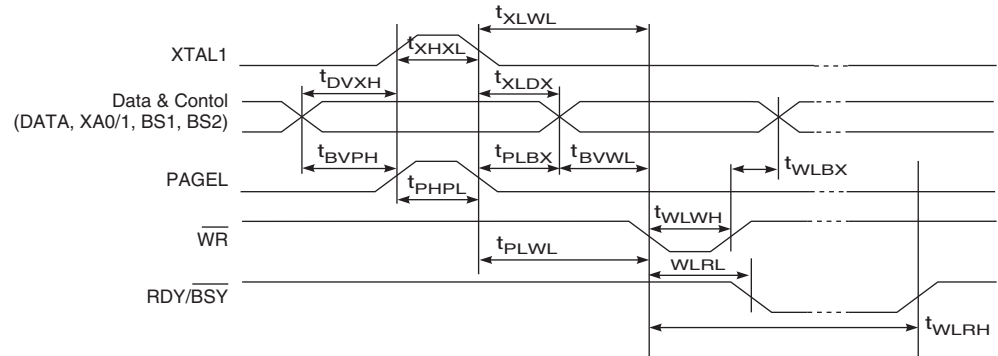 tXLWL
XTAL1
tXHXL
tDVXH
tXLDX
Data & Contol
(DATA, XA0/1, BS1, BS2)
tBVPH
tPLBX
tBVWL
tWLBX
PAGEL
tPHPL
WR
tWLWH
tPLWL
WLRL
RDY/BSY
tWLRH